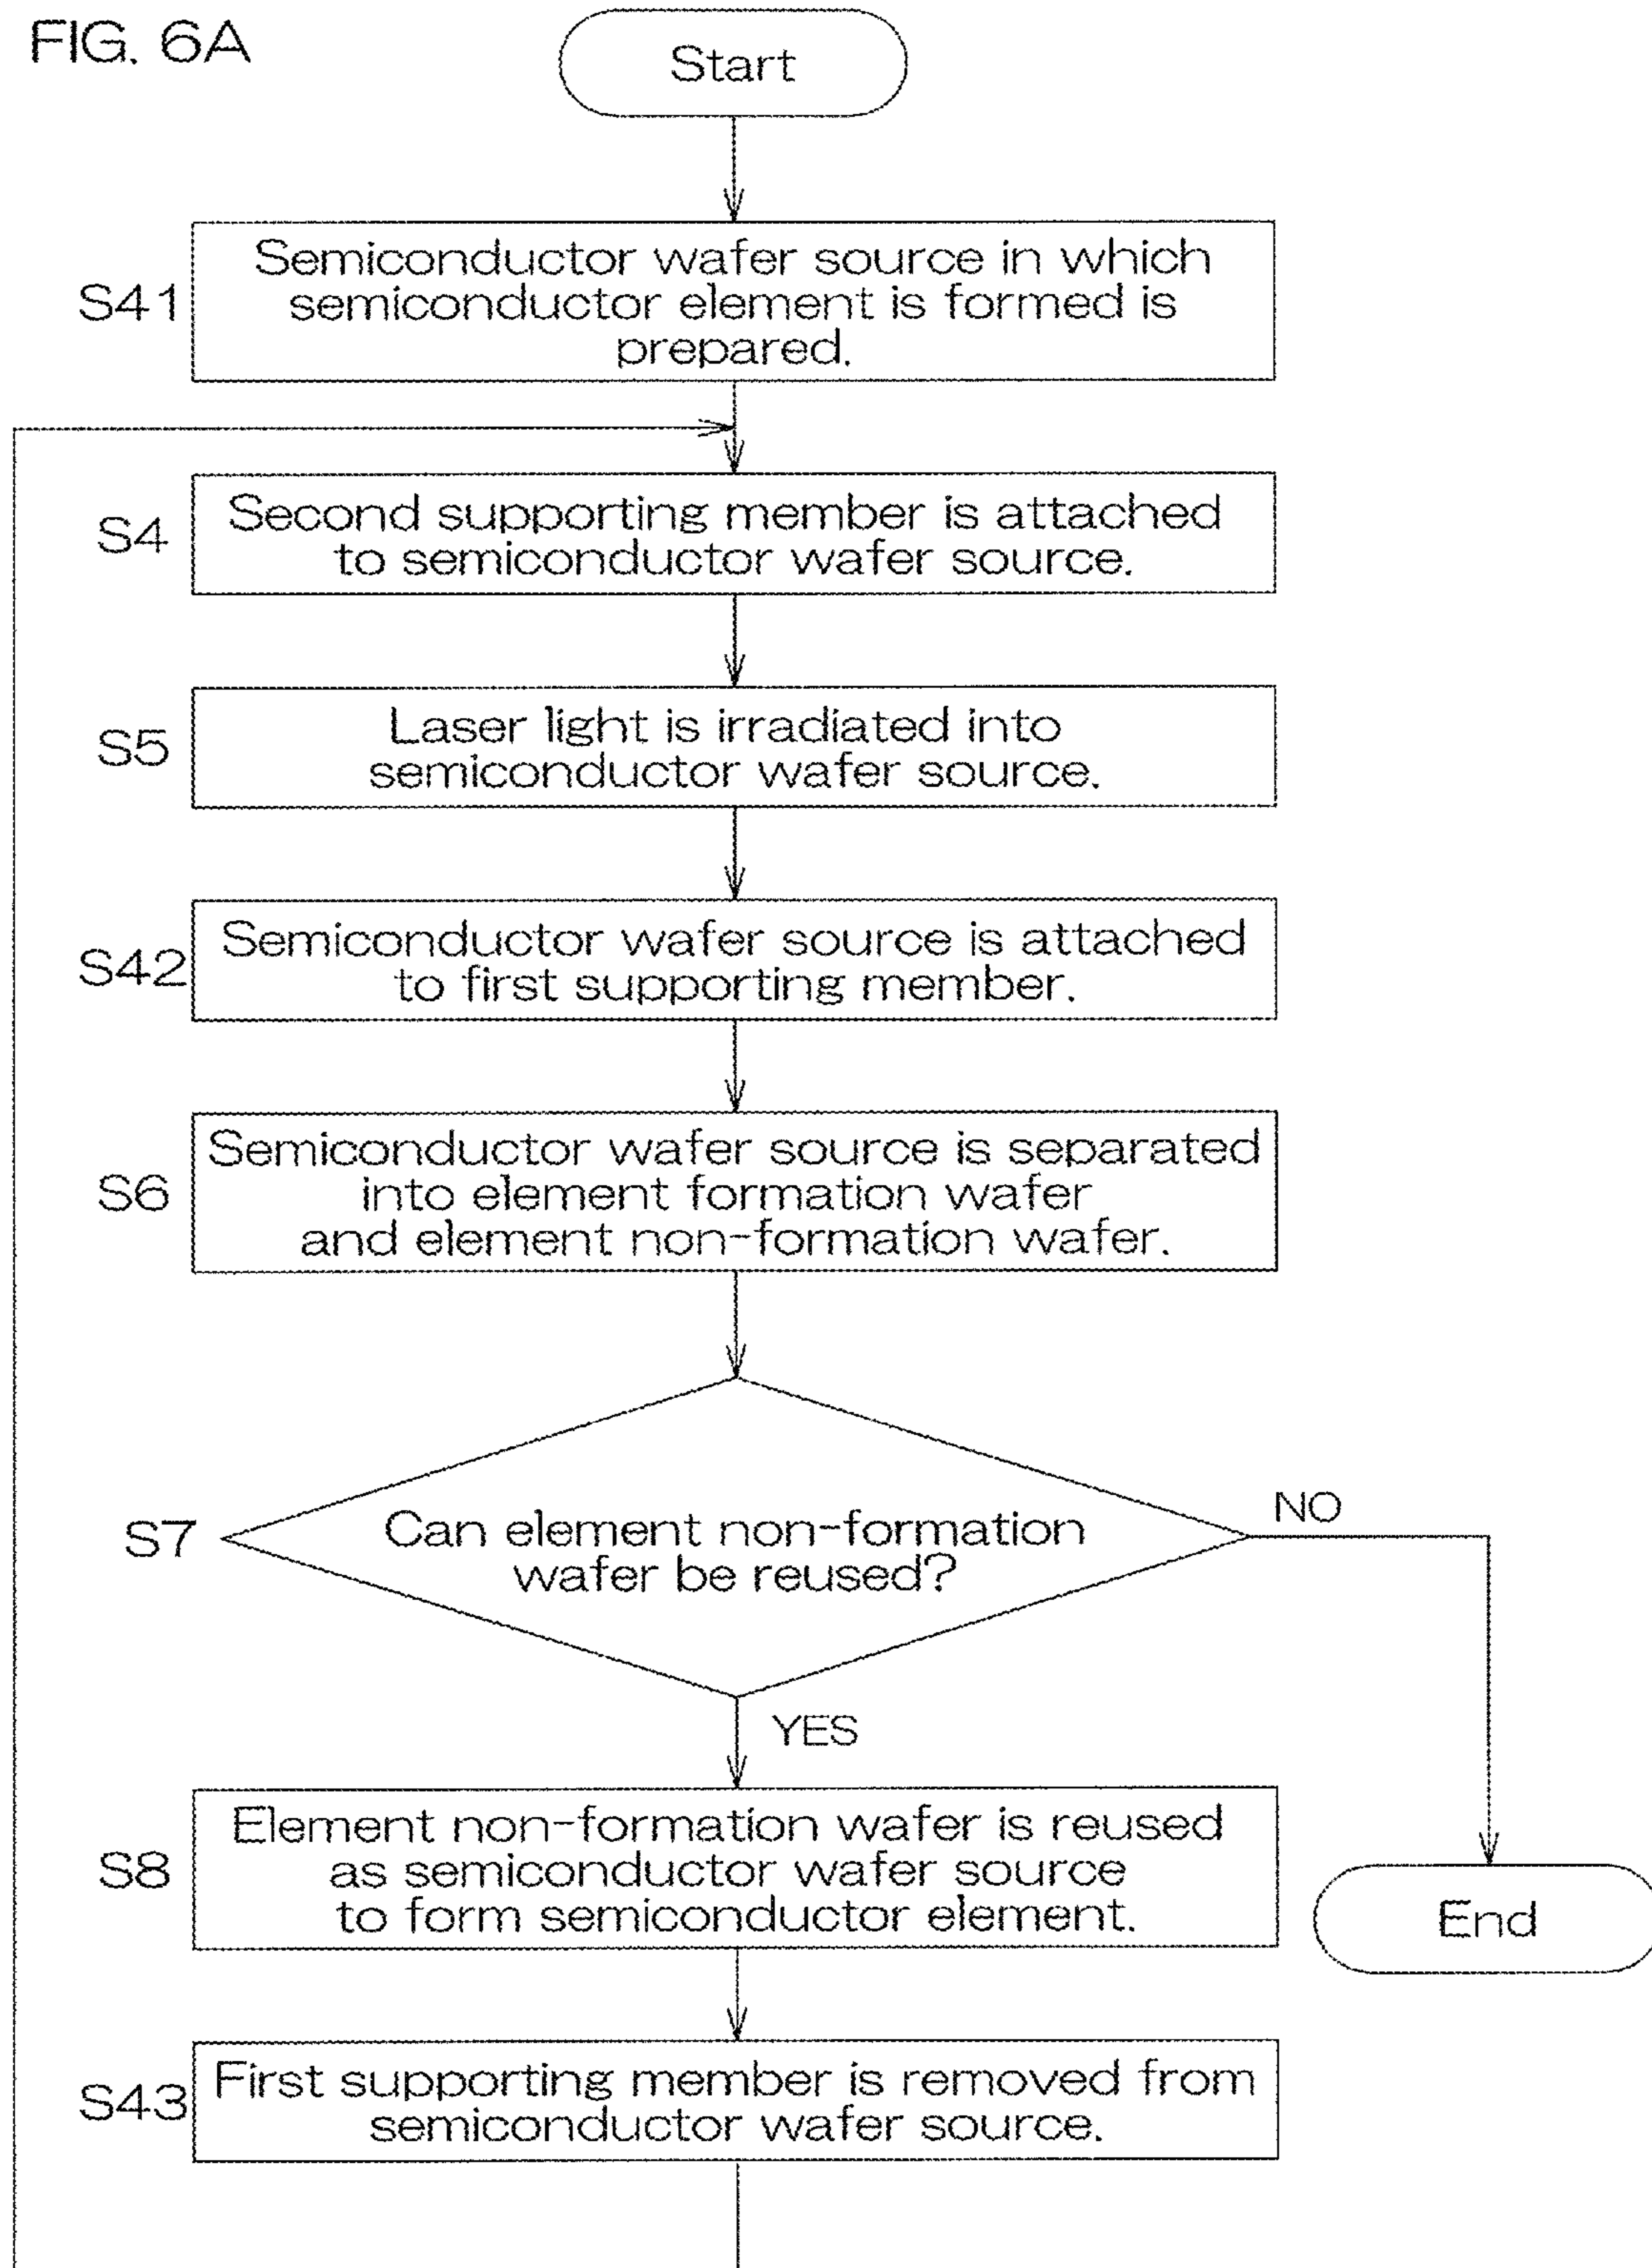 FIG. 6A
Start
S41
Semiconductor wafer source in which
semiconductor element is formed is
prepared.
S4
Second supporting member is attached
to semiconductor wafer source.
S5
Laser light is irradiated into
semiconductor wafer source.
S42
Semiconductor wafer source is attached
to first supporting member.
S6
Semiconductor wafer source is separated
into element formation wafer
and element non-formation wafer.
S7
Can element non-formation
wafer be reused?
NO
YES
S8
Element non-formation wafer is reused
as semiconductor wafer source
to form semiconductor element.
End
S43
First supporting member is removed from
semiconductor wafer source.